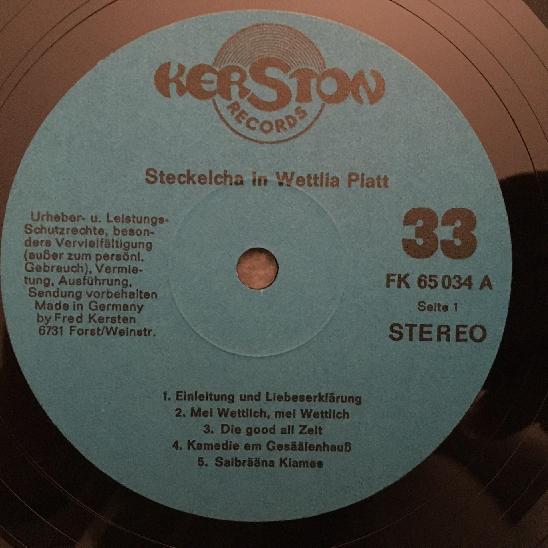 KERSTON
RECORDS
Steckelcha in Wettlia Platt
Urheber- u. Leistungs-
Schutzrechte, beson-
ders Vervielfältigung
(außer zum persönl.
Gebrauch), Vermie-
tung, Ausführung,
Sendung vorbehalten
Made in Germany
by Fred Kersten
6731 Forst/Weinstr.
33
FK 65 034 A
Seite 1
STEREO
1. Einleitung und Liebeserklärung
2. Mei Wettlich, mei Wettlich
3. Die good all Zeit
4. Kamedie em Gesäälenhauß
5. Salbrääna Klamee